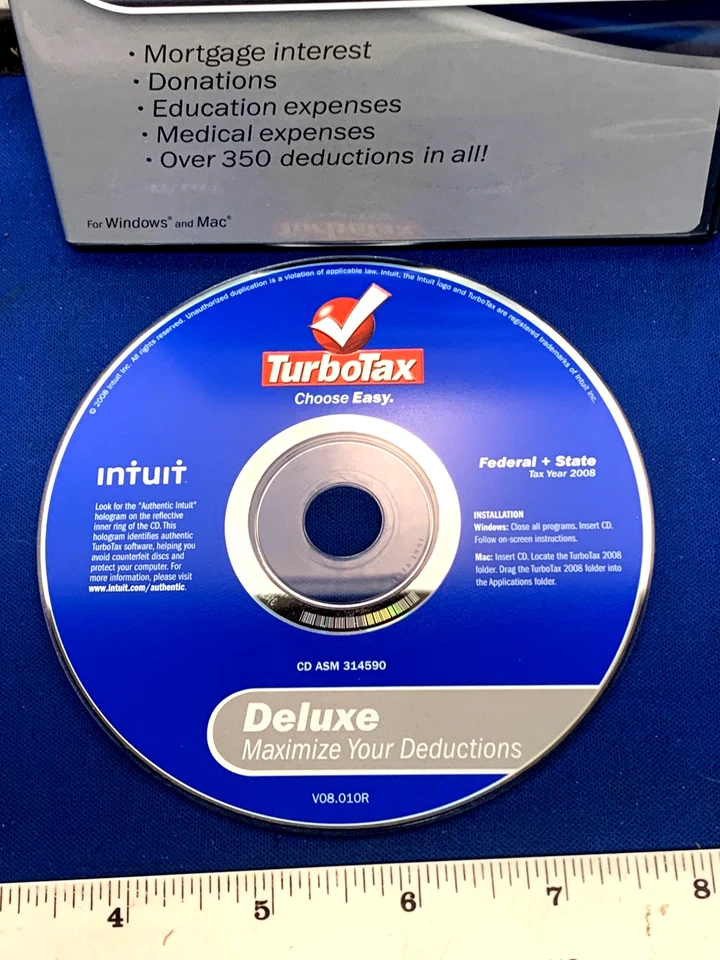 • Mortgage interest
• Donations
• Education expenses
• Medical expenses
• Over 350 deductions in all!
For Windows® and Mac®
© 2008 Intuit Inc. All rights reserved. Unauthorized duplication is a violation of applicable law. Intuit, the Intuit logo and TurboTax are registered trademarks of Intuit Inc.
TurboTax
Choose Easy.
intuit
Federal + State
Tax Year 2008
Look for the "Authentic Intuit"
hologram on the reflective
inner ring of the CD. This
hologram identifies authentic
TurboTax software, helping you
avoid counterfeit discs and
protect your computer. For
more information, please visit
www.intuit.com/authentic.
INSTALLATION
Windows: Close all programs. Insert CD.
Follow on-screen instructions.
Mac: Insert CD. Locate the TurboTax 2008
folder. Drag the TurboTax 2008 folder into
the Applications folder.
CD ASM 314590
Deluxe
Maximize Your Deductions
V08.010R
4 5 6 7 8